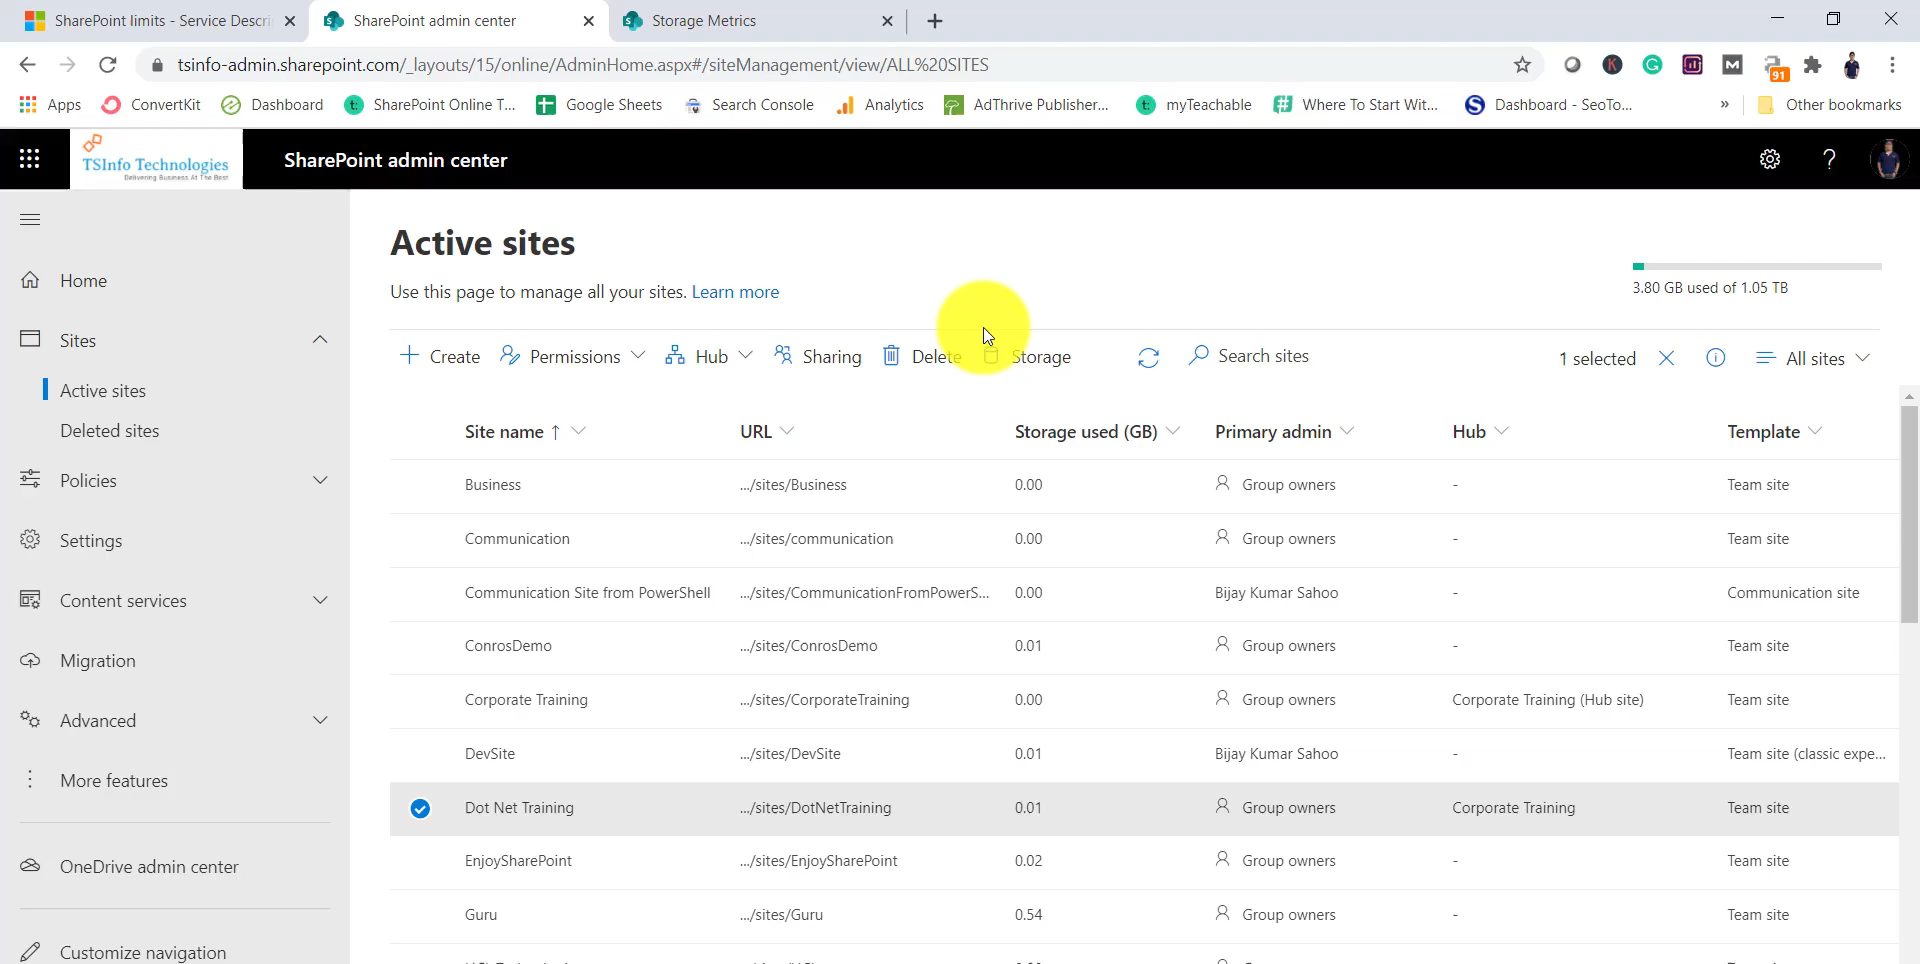 SharePoint limits - Service Descri
SharePoint admin center
Storage Metrics
tsinfo-admin.sharepoint.com/_layouts/15/online/AdminHome.aspx#/siteManagement/view/ALL%20SITES
91
Apps
ConvertKit
Dashboard
SharePoint Online T...
Google Sheets
Search Console
Analytics
AdThrive Publisher...
myTeachable
Where To Start Wit...
Dashboard - SeoTo...
»
Other bookmarks
TSInfo Technologies
Delivering Business At The Best
SharePoint admin center
?
Home
Sites
Active sites
Deleted sites
Policies
Settings
Content services
Migration
Advanced
More features
OneDrive admin center
Customize navigation
Active sites
Use this page to manage all your sites. Learn more
3.80 GB used of 1.05 TB
Create
Permissions
Hub
Sharing
Delete
Storage
Search sites
1 selected
All sites
Site name ↑ URL Storage used (GB) Primary admin Hub Template
Business .../sites/Business 0.00 Group owners - Team site
Communication .../sites/communication 0.00 Group owners - Team site
Communication Site from PowerShell .../sites/CommunicationFromPowerS... 0.00 Bijay Kumar Sahoo - Communication site
ConrosDemo .../sites/ConrosDemo 0.01 Group owners - Team site
Corporate Training .../sites/CorporateTraining 0.00 Group owners Corporate Training (Hub site) Team site
DevSite .../sites/DevSite 0.01 Bijay Kumar Sahoo - Team site (classic expe...
Dot Net Training .../sites/DotNetTraining 0.01 Group owners Corporate Training Team site
EnjoySharePoint .../sites/EnjoySharePoint 0.02 Group owners - Team site
Guru .../sites/Guru 0.54 Group owners - Team site